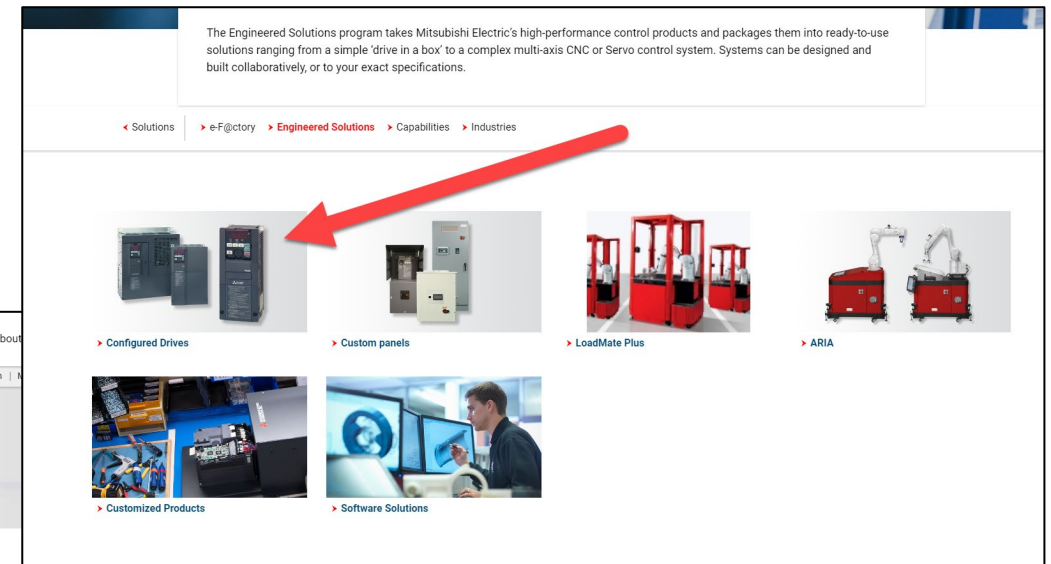 The Engineered Solutions program takes Mitsubishi Electric's high-performance control products and packages them into ready-to-use
solutions ranging from a simple 'drive in a box' to a complex multi-axis CNC or Servo control system. Systems can be designed and
built collaboratively, or to your exact specifications.
Solutions e-F@ctory Engineered Solutions Capabilities Industries
Configured Drives Custom panels LoadMate Plus ARIA
Customized Products Software Solutions